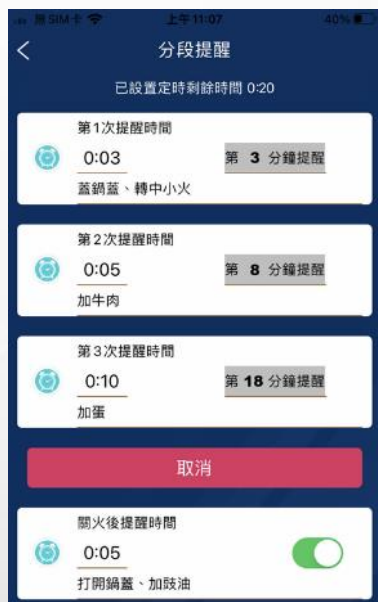 無SIM卡 上午11:07 40%
分段提醒
已設置定時剩餘時間 0:20
第1次提醒時間
0:03 第 3 分鐘提醒
蓋鍋蓋、轉中小火
第2次提醒時間
0:05 第 8 分鐘提醒
加牛肉
第3次提醒時間
0:10 第 18 分鐘提醒
加蛋
取消
關火後提醒時間
0:05
打開鍋蓋、加豉油